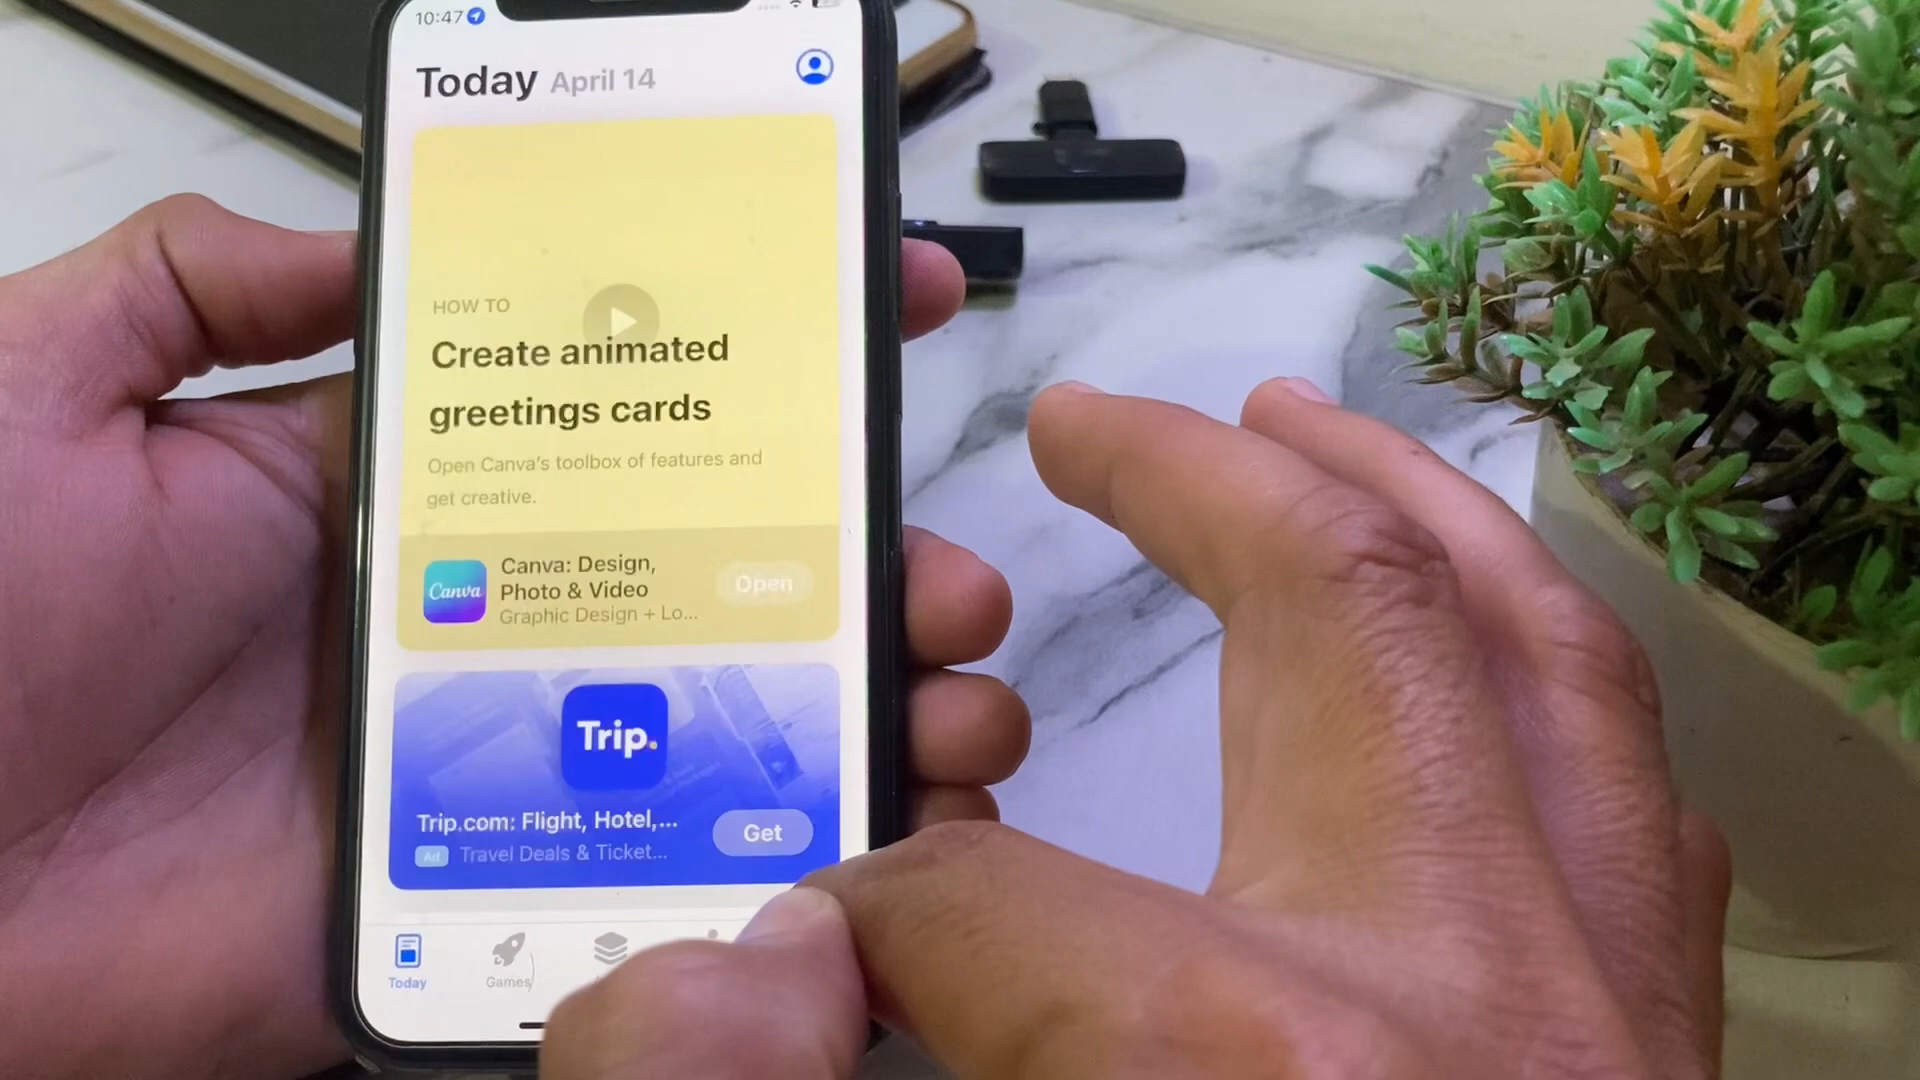 10:47
Today April 14
HOW TO
Create animated
greetings cards
Open Canva's toolbox of features and
get creative.
Canva
Canva: Design,
Photo & Video
Graphic Design + Lo...
Open
Trip.
Trip.com: Flight, Hotel,...
Ad Travel Deals & Ticket...
Get
Today
Games